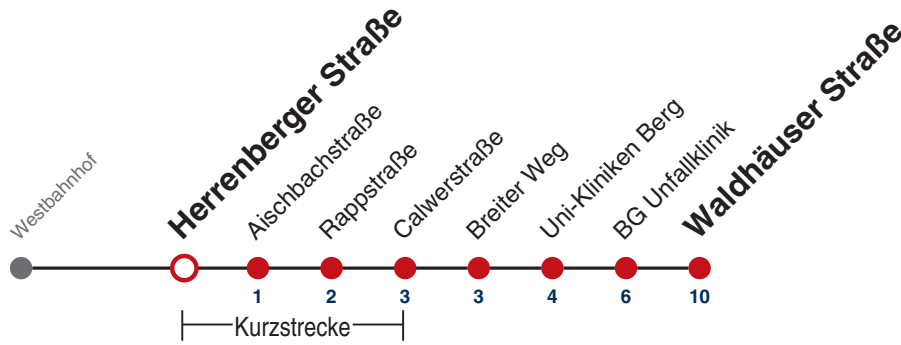 Westbahnhof
Herrenberger Straße
Aischbachstraße
Rappstraße
Calwerstraße
Breiter Weg
Uni-Kliniken Berg
BG Unfallklinik
Waldhäuser Straße
1 2 3 3 4 6 10
Kurzstrecke